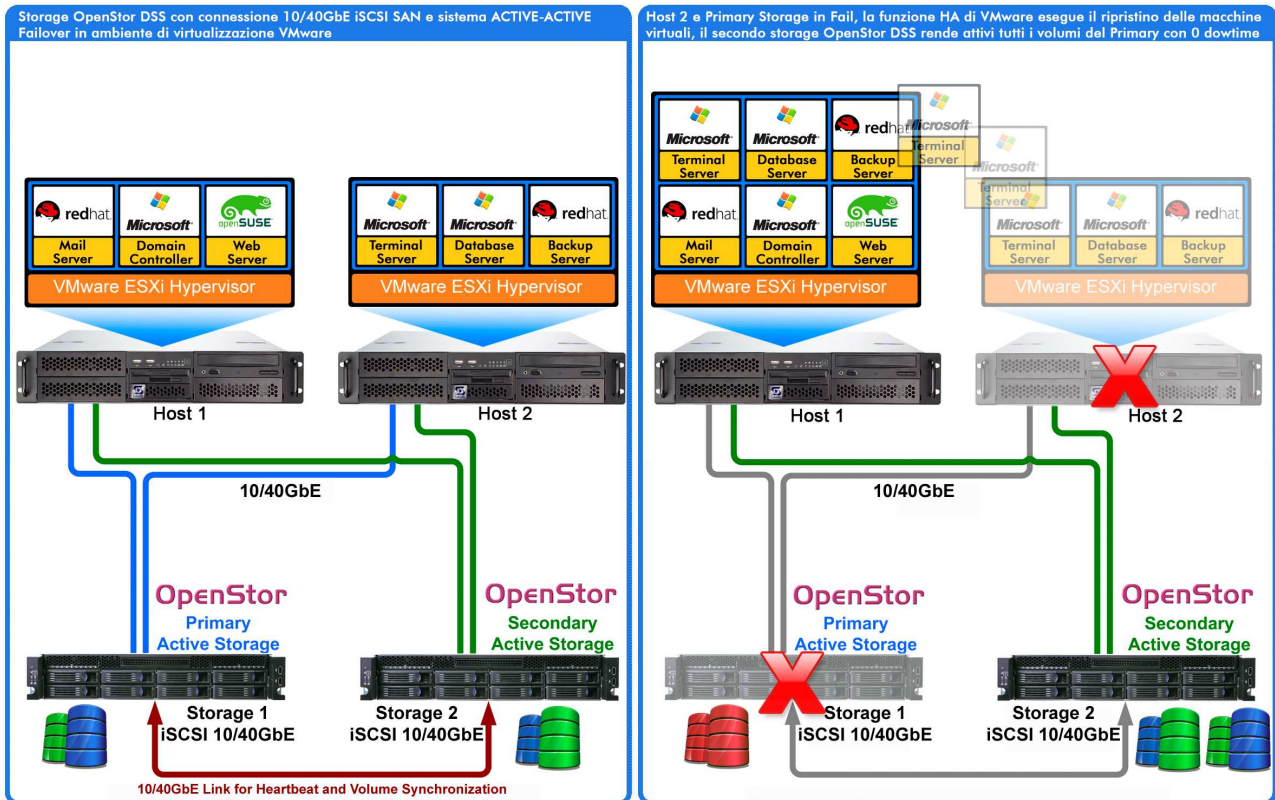 Storage OpenStor DSS con connessione 10/40GbE iSCSI SAN e sistema ACTIVE-ACTIVE
Failover in ambiente di virtualizzazione VMware
redhat.
Microsoft
openSUSE
Mail Server
Domain Controller
Web Server
VMware ESXi Hypervisor
Host 1
Microsoft
Microsoft
redhat.
Terminal Server
Database Server
Backup Server
VMware ESXi Hypervisor
Host 2
10/40GbE
OpenStor
Primary
Active Storage
OpenStor
Secondary
Active Storage
Storage 1
iSCSI 10/40GbE
Storage 2
iSCSI 10/40GbE
10/40GbE Link for Heartbeat and Volume Synchronization
Host 2 e Primary Storage in Fail, la funzione HA di VMware esegue il ripristino delle macchine
virtuali, il secondo storage OpenStor DSS rende attivi tutti i volumi del Primary con 0 dowtime
Microsoft
Microsoft
redhat
Terminal Server
Database Server
Backup Server
redhat.
Microsoft
openSUSE
Mail Server
Domain Controller
Web Server
VMware ESXi Hypervisor
Host 1
Microsoft
Terminal Server
Microsoft
Terminal Server
Microsoft
Microsoft
redhat.
Terminal Server
Database Server
Backup Server
VMware ESXi Hypervisor
Host 2
10/40GbE
OpenStor
Primary
Active Storage
OpenStor
Secondary
Active Storage
Storage 1
iSCSI 10/40GbE
Storage 2
iSCSI 10/40GbE